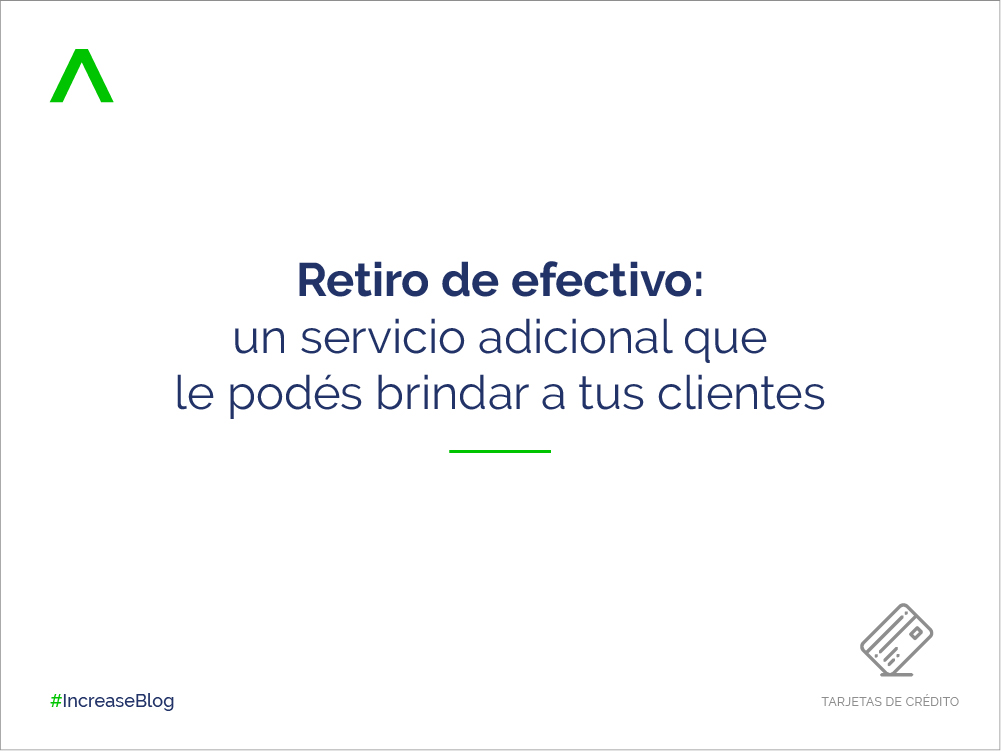 Retiro de efectivo:
un servicio adicional que
le podés brindar a tus clientes
#IncreaseBlog
TARJETAS DE CRÉDITO